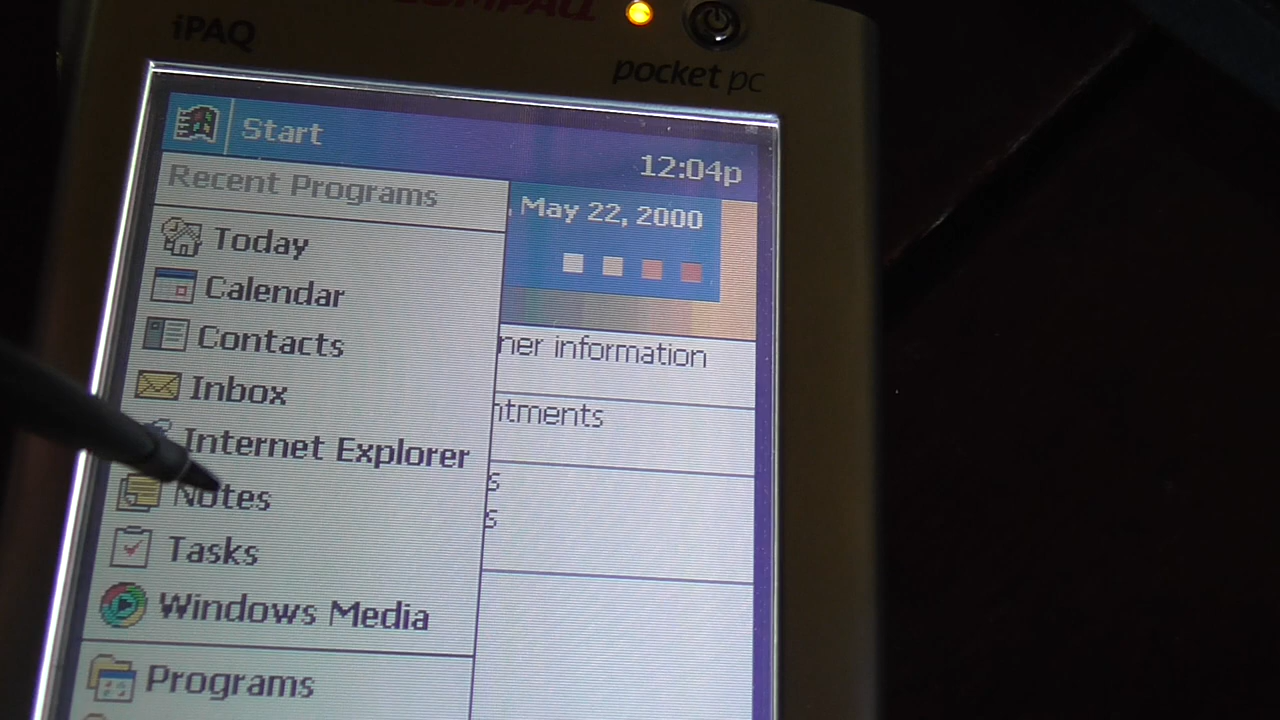 COMPAQ
iPAQ
pocket pc
Start
12:04p
Recent Programs
May 22, 2000
Today
Calendar
Contacts
ner information
Inbox
ntments
Internet Explorer
s
Notes
s
Tasks
Windows Media
Programs